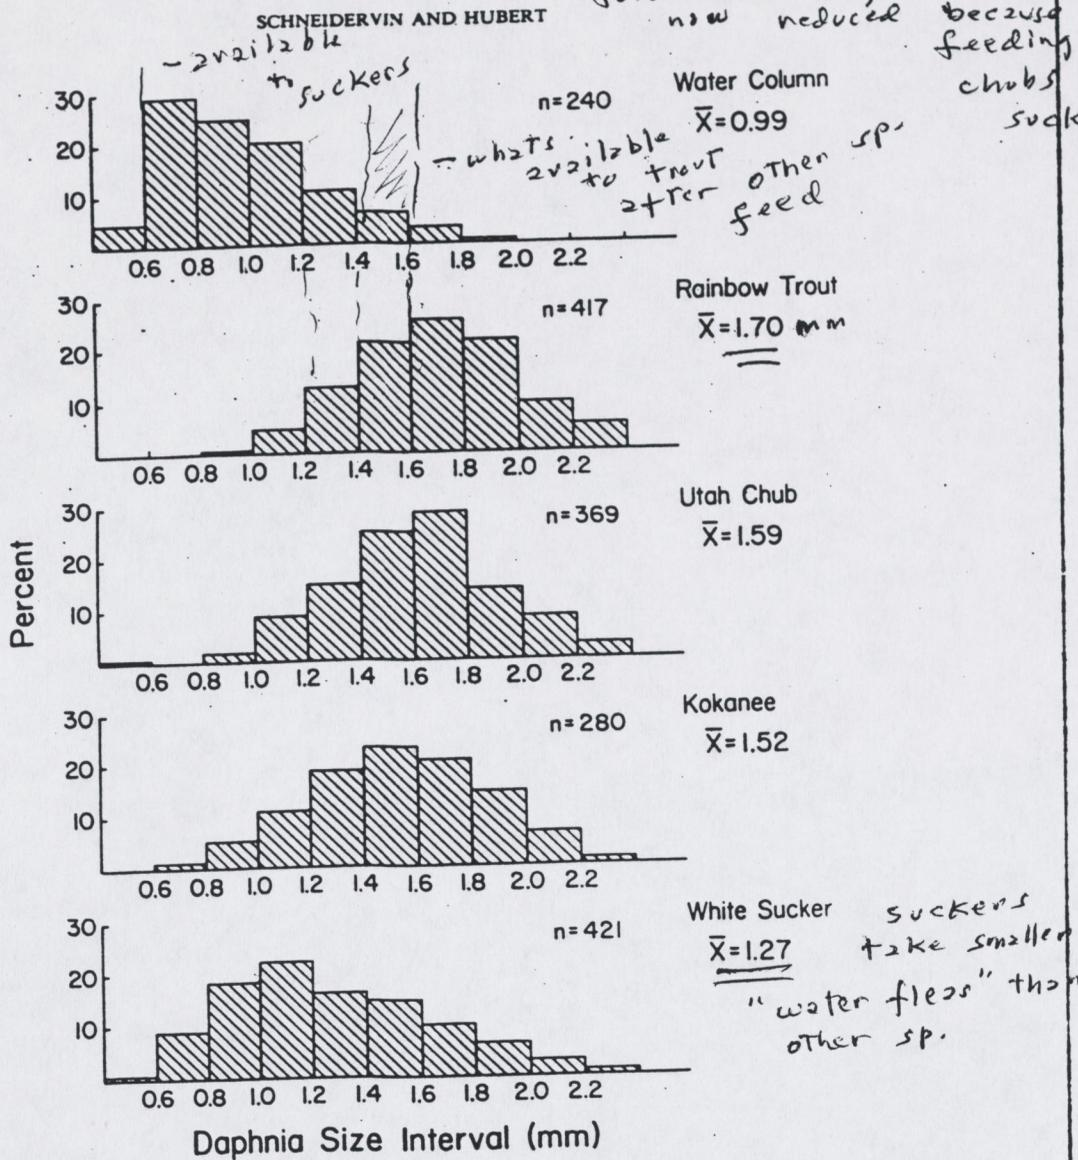 SCHNEIDERVIN AND HUBERT
now reduced because
feeding
chubs
- available
to suckers
Water Column
n=240
X̄=0.99
- whats
available
to trout
after other sp.
feed
30
20
10
0.6 0.8 1.0 1.2 1.4 1.6 1.8 2.0 2.2
Rainbow Trout
n=417
X̄=1.70 mm
30
20
10
0.6 0.8 1.0 1.2 1.4 1.6 1.8 2.0 2.2
Utah Chub
n=369
X̄=1.59
30
20
10
0.6 0.8 1.0 1.2 1.4 1.6 1.8 2.0 2.2
Percent
Kokanee
n=280
X̄=1.52
30
20
10
0.6 0.8 1.0 1.2 1.4 1.6 1.8 2.0 2.2
White Sucker
n=421
X̄=1.27
suckers
take smaller
"water fleas" than
other sp.
30
20
10
0.6 0.8 1.0 1.2 1.4 1.6 1.8 2.0 2.2
Daphnia Size Interval (mm)